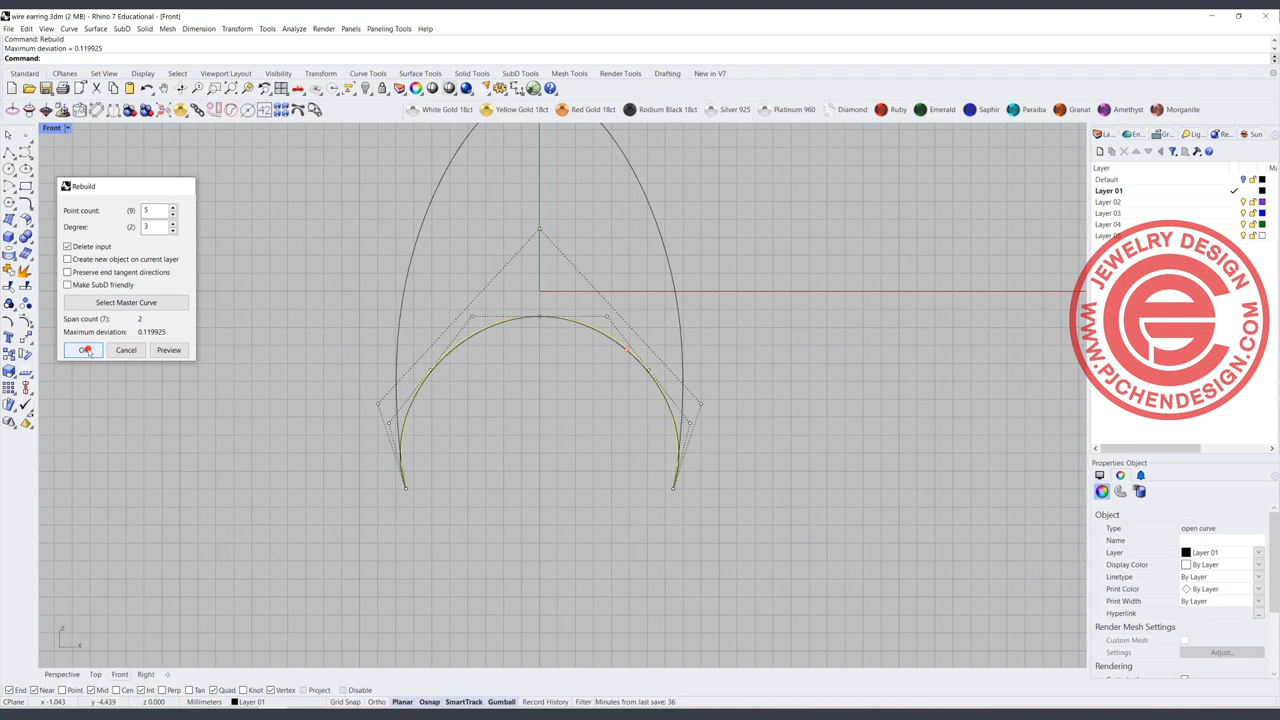 wire earring.3dm (2 MB) - Rhino 7 Educational - [Front]
File Edit View Curve Surface SubD Solid Mesh Dimension Transform Tools Analyze Render Panels Paneling Tools Help
Command: Rebuild
Maximum deviation = 0.119925
Command:
Standard CPlanes Set View Display Select Viewport Layout Visibility Transform Curve Tools Surface Tools Solid Tools SubD Tools Mesh Tools Render Tools Drafting New in V7
White Gold 18ct Yellow Gold 18ct Red Gold 18ct Rodium Black 18ct Silver 925 Platinum 960 Diamond Ruby Emerald Saphir Paraiba Granat Amethyst Morganite
Front
La... En... Gr... Lig... Re... Sun
Layer Ma
Default
Layer 01
Layer 02
Layer 03
Layer 04
Rebuild
Point count: (9) 5
Degree: (2) 3
Delete input
Create new object on current layer
Preserve end tangent directions
Make SubD friendly
Select Master Curve
Span count (7): 2
Maximum deviation: 0.119925
Cancel Preview
JEWELRY DESIGN
WWW.PJCHENDESIGN.COM
Properties: Object
Object
Type open curve
Name
Layer Layer 01
Display Color By Layer
Linetype By Layer
Print Color By Layer
Print Width By Layer
Hyperlink ...
Render Mesh Settings
Custom Mesh
Settings Adjust...
Rendering
z
x
Perspective Top Front Right
End Near Point Mid Cen Int Perp Tan Quad Knot Vertex Project Disable
CPlane x -1.043 y -4.439 z 0.000 Millimeters Layer 01 Grid Snap Ortho Planar Osnap SmartTrack Gumball Record History Filter Minutes from last save: 36